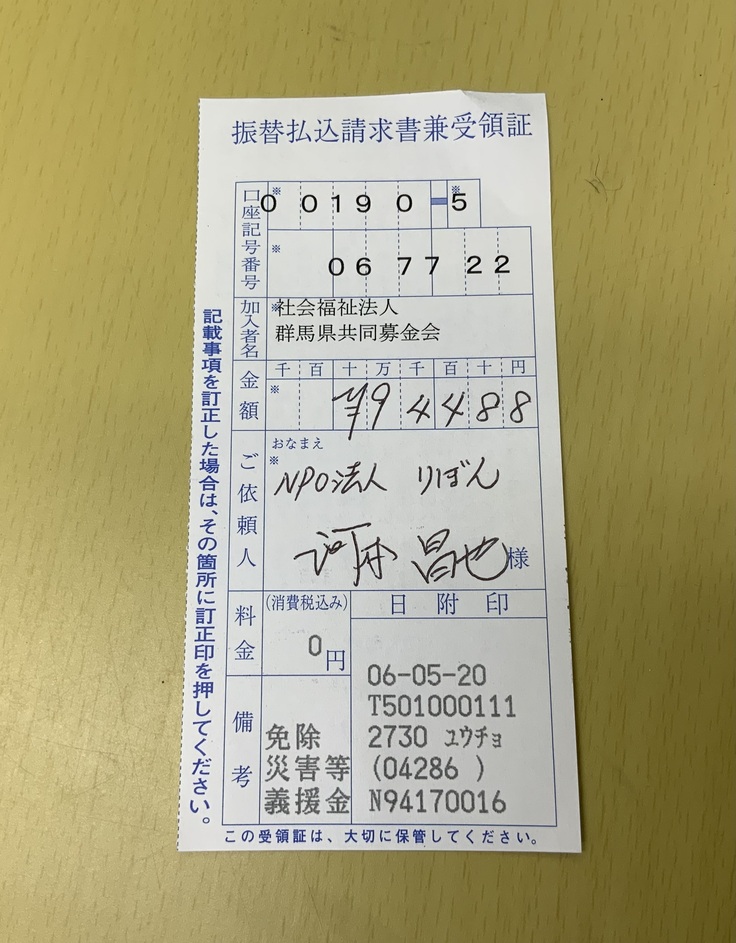 振替払込請求書兼受領証
口座記号番号
※ ※
00190-5
※
067722
加入者名
※社会福祉法人
群馬県共同募金会
金額
千 百 十 万 千 百 十 円
※
¥94488
ご依頼人
おなまえ
※
NPO法人 りぼん
河本 昌也様
料金
(消費税込み)
0円
日附印
06-05-20
T501000111
2730 ユウチョ
(04286 )
N94170016
備考
免除
災害等
義援金
記載事項を訂正した場合は、その箇所に訂正印を押してください。
この受領証は、大切に保管してください。